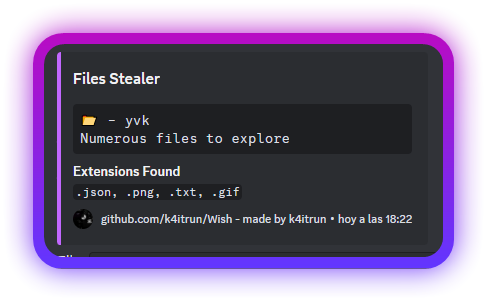 Files Stealer
📂 - yvk
Numerous files to explore
Extensions Found
.json, .png, .txt, .gif
github.com/k4itrun/Wish - made by k4itrun • hoy a las 18:22